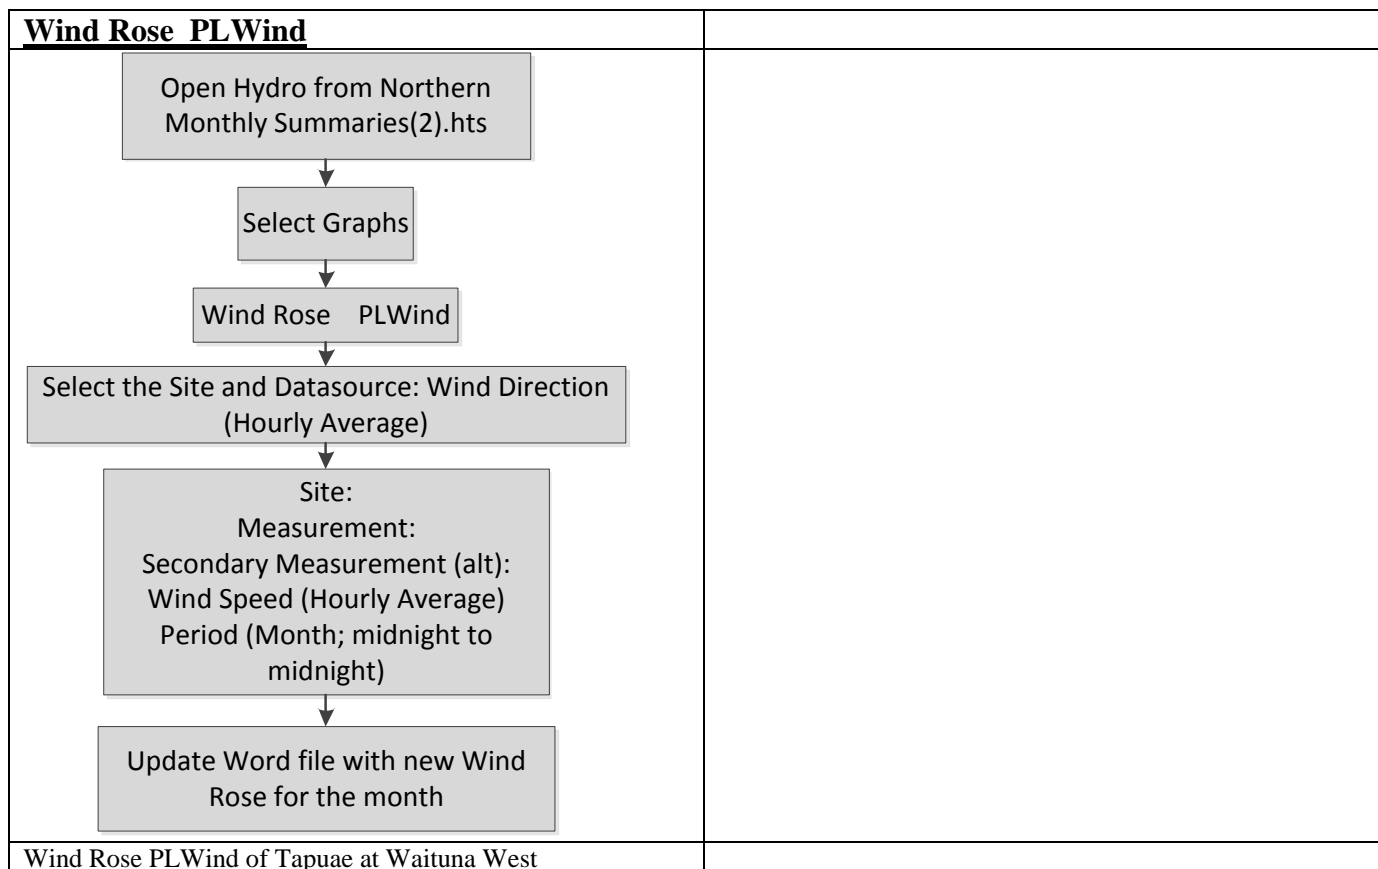 Wind Rose  PLWind
Open Hydro from Northern
Monthly Summaries(2).hts
Select Graphs
Wind Rose    PLWind
Select the Site and Datasource: Wind Direction
(Hourly Average)
Site:
Measurement:
Secondary Measurement (alt):
Wind Speed (Hourly Average)
Period (Month; midnight to
midnight)
Update Word file with new Wind
Rose for the month
Wind Rose PLWind of Tapuae at Waituna West